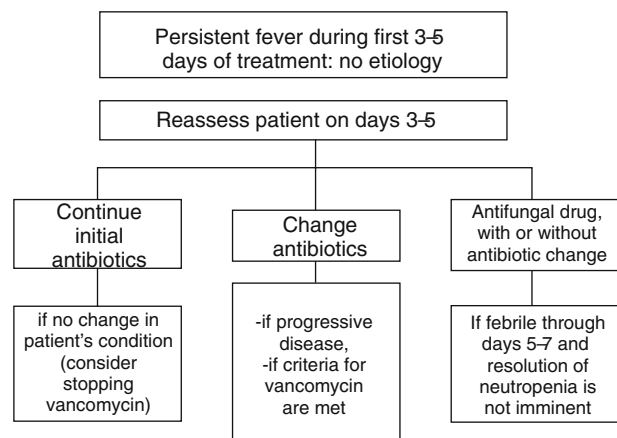 Persistent fever during first 3–5
days of treatment: no etiology
Reassess patient on days 3–5
Continue
initial
antibiotics
Change
antibiotics
Antifungal drug,
with or without
antibiotic change
if no change in
patient's condition
(consider
stopping
vancomycin)
-if progressive
disease,
-if criteria for
vancomycin
are met
If febrile through
days 5–7 and
resolution of
neutropenia is
not imminent